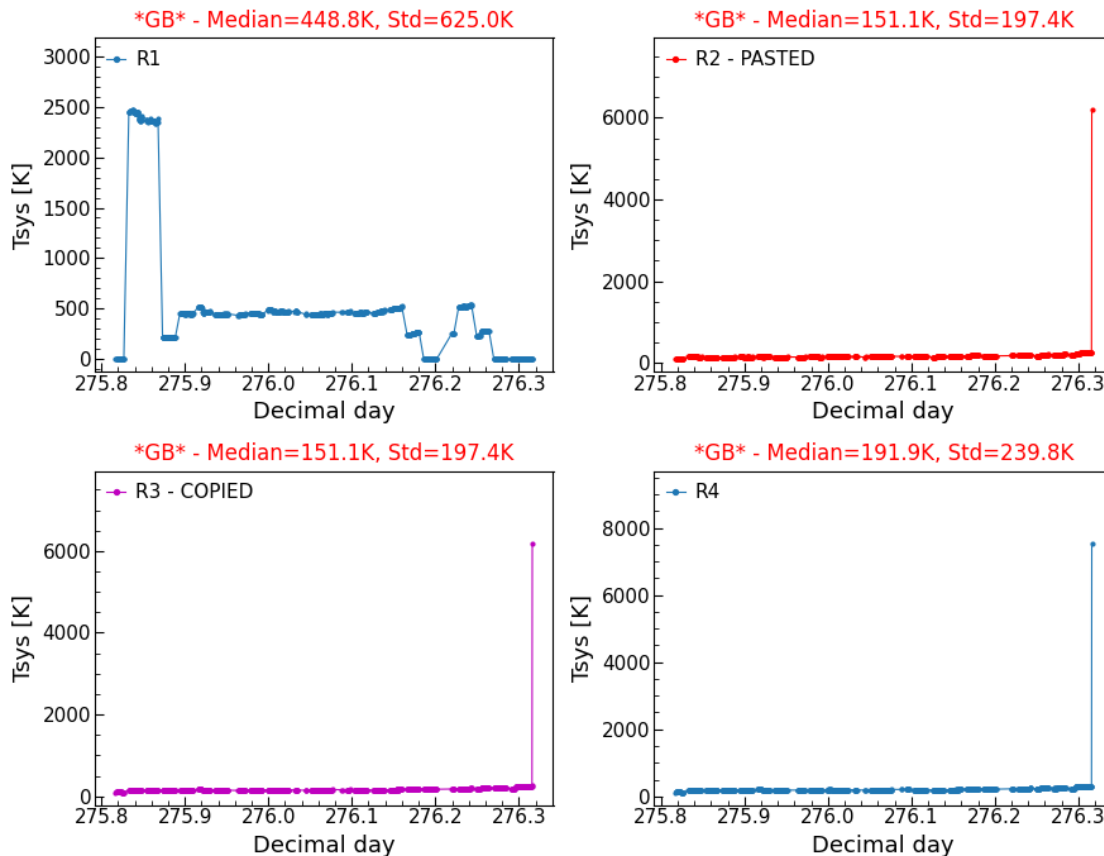 *GB* - Median=448.8K, Std=625.0K
R1
3000
2500
2000
1500
1000
500
0
Tsys [K]
275.8 275.9 276.0 276.1 276.2 276.3
Decimal day
*GB* - Median=151.1K, Std=197.4K
R2 - PASTED
6000
4000
2000
0
Tsys [K]
275.8 275.9 276.0 276.1 276.2 276.3
Decimal day
*GB* - Median=151.1K, Std=197.4K
R3 - COPIED
6000
4000
2000
0
Tsys [K]
275.8 275.9 276.0 276.1 276.2 276.3
Decimal day
*GB* - Median=191.9K, Std=239.8K
R4
8000
6000
4000
2000
0
Tsys [K]
275.8 275.9 276.0 276.1 276.2 276.3
Decimal day